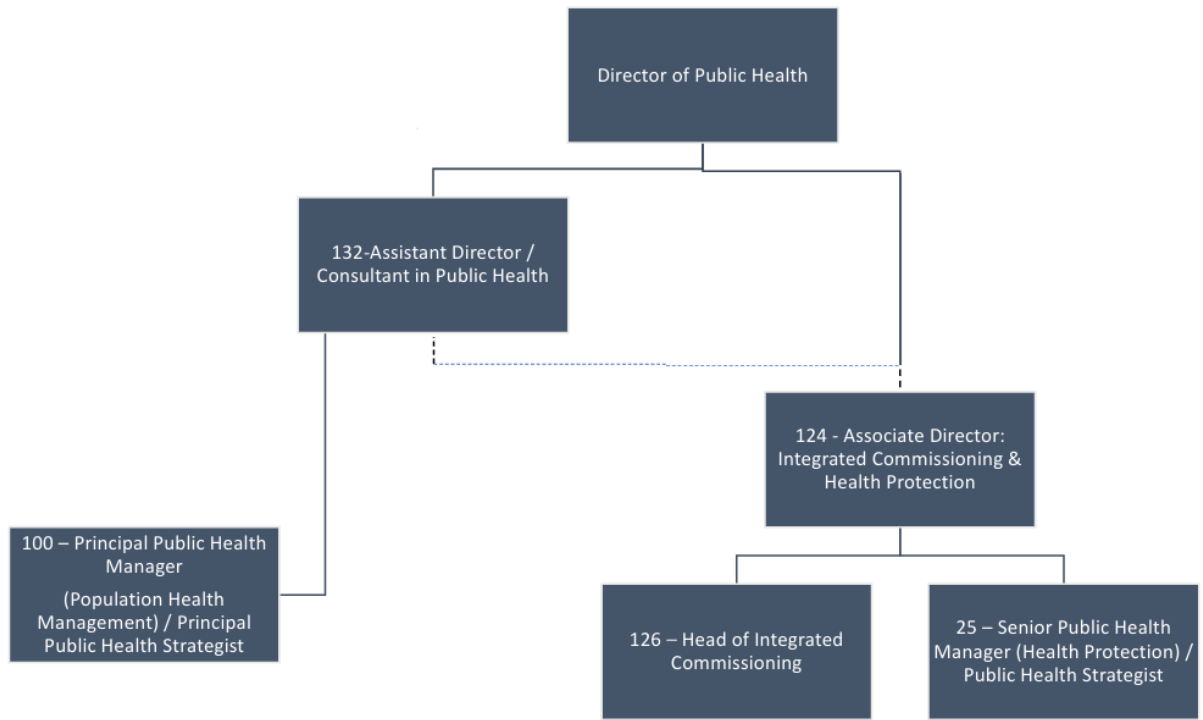 Director of Public Health
132-Assistant Director /
Consultant in Public Health
124 - Associate Director:
Integrated Commissioning &
Health Protection
100 – Principal Public Health
Manager
(Population Health
Management) / Principal
Public Health Strategist
126 – Head of Integrated
Commissioning
25 – Senior Public Health
Manager (Health Protection) /
Public Health Strategist